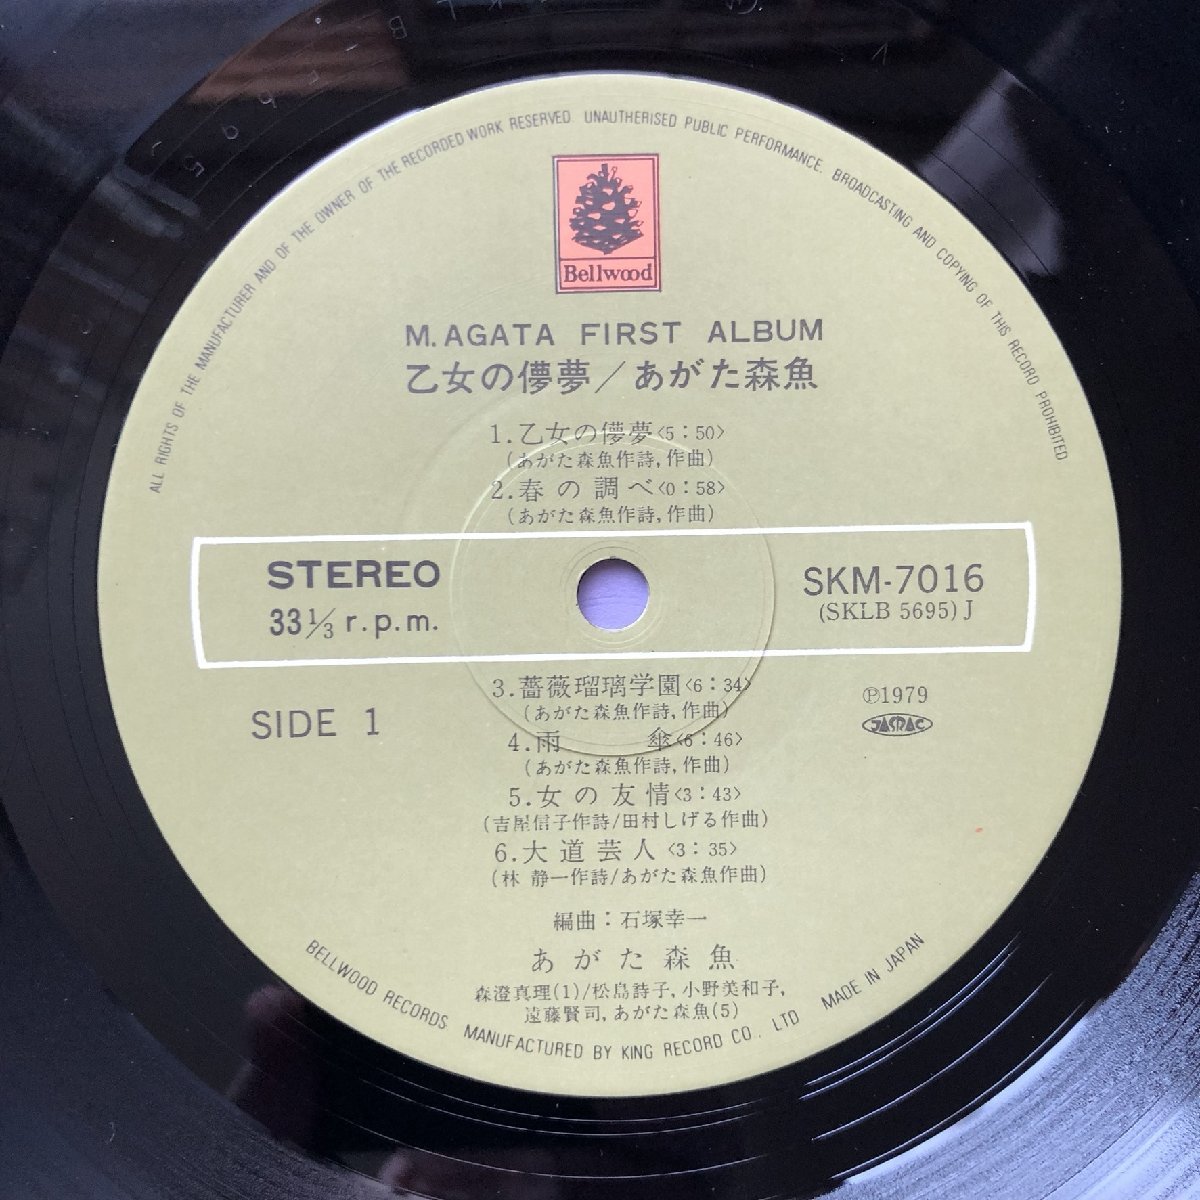 ALL RIGHTS OF THE MANUFACTURER AND OF THE OWNER OF THE RECORDED WORK RESERVED. UNAUTHERISED PUBLIC PERFORMANCE. BROADCASTING AND COPYING OF THIS RECORD PROHIBITED
Bellwood
M. AGATA FIRST ALBUM
乙女の儚夢/あがた森魚
1.乙女の儚夢<5:50>
(あがた森魚作詩,作曲)
2.春の調べ<0:58>
(あがた森魚作詩,作曲)
STEREO
33 1/3 r.p.m.
SKM-7016
(SKLB 5695) J
3.薔薇瑠璃学園<6:34>
(あがた森魚作詩,作曲)
SIDE 1
℗1979
JASRAC
4.雨 傘<6:46>
(あがた森魚作詩,作曲)
5.女の友情<3:43>
(吉屋信子作詩/田村しげる作曲)
6.大道芸人<3:35>
(林 静一作詩/あがた森魚作曲)
編曲:石塚幸一
あがた森魚
森澄真理(1)/松島詩子,小野美和子,
遠藤賢司,あがた森魚(5)
BELLWOOD RECORDS. MANUFACTURED BY KING RECORD CO., LTD MADE IN JAPAN